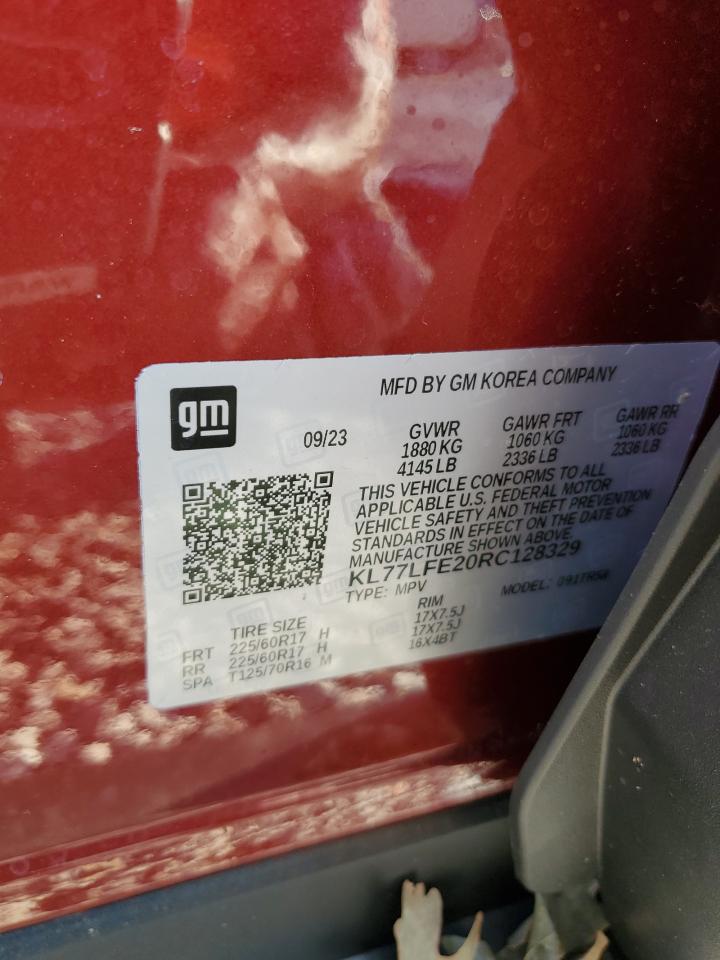 gm
MFD BY GM KOREA COMPANY
09/23
GVWR
1880 KG
4145 LB
GAWR FRT
1060 KG
2336 LB
GAWR RR
1060 KG
2336 LB
THIS VEHICLE CONFORMS TO ALL
APPLICABLE U.S. FEDERAL MOTOR
VEHICLE SAFETY AND THEFT PREVENTION
STANDARDS IN EFFECT ON THE DATE OF
MANUFACTURE SHOWN ABOVE.
KL77LFE20RC128329
TYPE: MPV
MODEL:
TIRE SIZE
RIM
FRT 225/60R17 H 17X7.5J
RR 225/60R17 H 17X7.5J
SPA T125/70R16 M 16X4BT